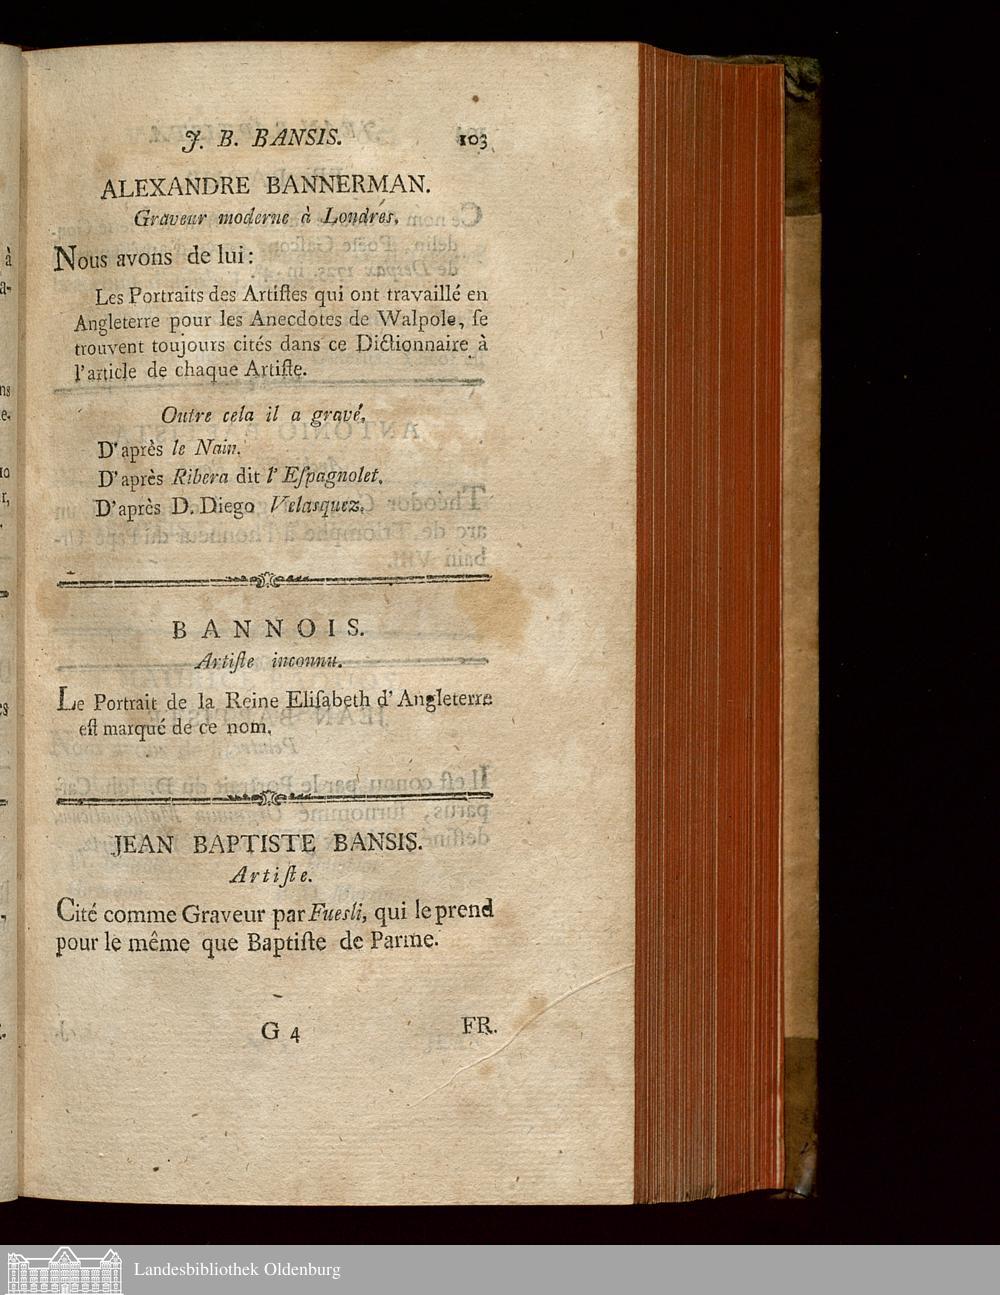 J. B. BANSIS. 103
ALEXANDRE BANNERMAN.
Graveur moderne à Londrés.
Nous avons de lui:
Les Portraits des Artiſtes qui ont travaillé en
Angleterre pour les Anecdotes de Walpole, ſe
trouvent toujours cités dans ce Dictionnaire à
l'article de chaque Artiſte.
Outre cela il a gravé,
D'après le Nain.
D'après Ribera dit l'Eſpagnolet.
D'après D. Diego Velasquez.
BANNOIS.
Artiſte inconnu.
Le Portrait de la Reine Eliſabeth d'Angleterre
eſt marqué de ce nom.
JEAN BAPTISTE BANSIS.
Artiſte.
Cité comme Graveur par Fuesli, qui le prend
pour le même que Baptiſte de Parme.
G 4 FR.
Landesbibliothek Oldenburg